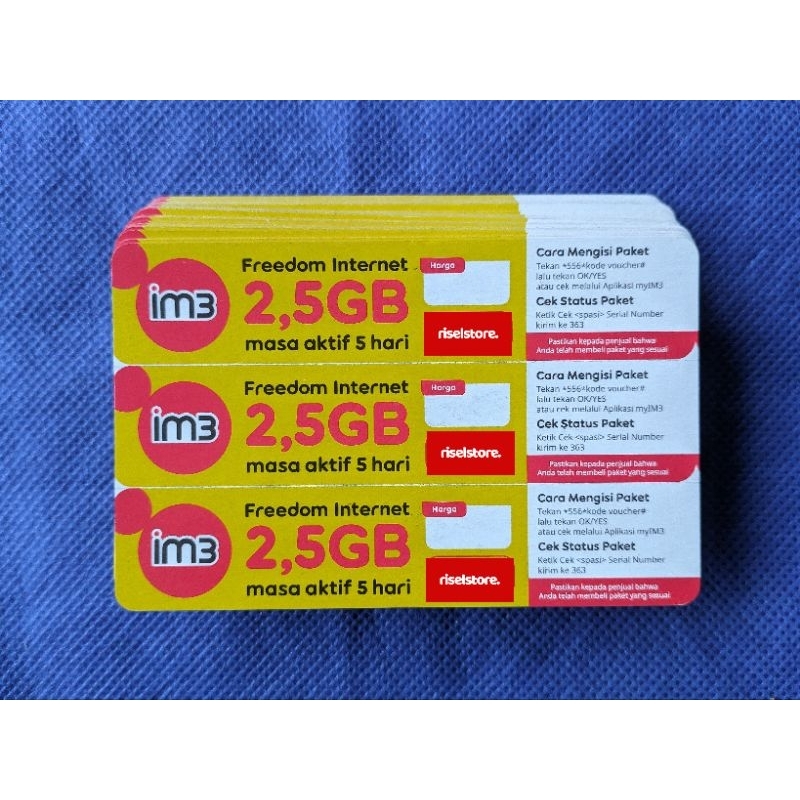 im3
Freedom Internet
2,5GB
masa aktif 5 hari
Harga
riselstore.
Cara Mengisi Paket
Tekan *556*kode voucher#
lalu tekan OK/YES
atau cek melalui Aplikasi myIM3
Cek Status Paket
Ketik Cek <spasi> Serial Number
kirim ke 363
Pastikan kepada penjual bahwa
Anda telah membeli paket yang sesuai
im3
Freedom Internet
2,5GB
masa aktif 5 hari
Harga
riselstore.
Cara Mengisi Paket
Tekan *556*kode voucher#
lalu tekan OK/YES
atau cek melalui Aplikasi myIM3
Cek Status Paket
Ketik Cek <spasi> Serial Number
kirim ke 363
Pastikan kepada penjual bahwa
Anda telah membeli paket yang sesuai
im3
Freedom Internet
2,5GB
masa aktif 5 hari
Harga
riselstore.
Cara Mengisi Paket
Tekan *556*kode voucher#
lalu tekan OK/YES
atau cek melalui Aplikasi myIM3
Cek Status Paket
Ketik Cek <spasi> Serial Number
kirim ke 363
Pastikan kepada penjual bahwa
Anda telah membeli paket yang sesuai